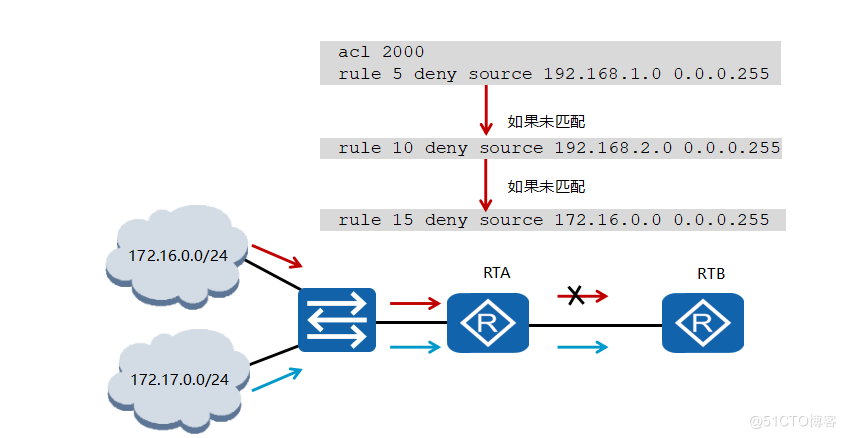 acl 2000
rule 5 deny source 192.168.1.0 0.0.0.255
如果未匹配
rule 10 deny source 192.168.2.0 0.0.0.255
如果未匹配
rule 15 deny source 172.16.0.0 0.0.0.255
172.16.0.0/24
RTA
RTB
R
R
172.17.0.0/24
@51CTO博客